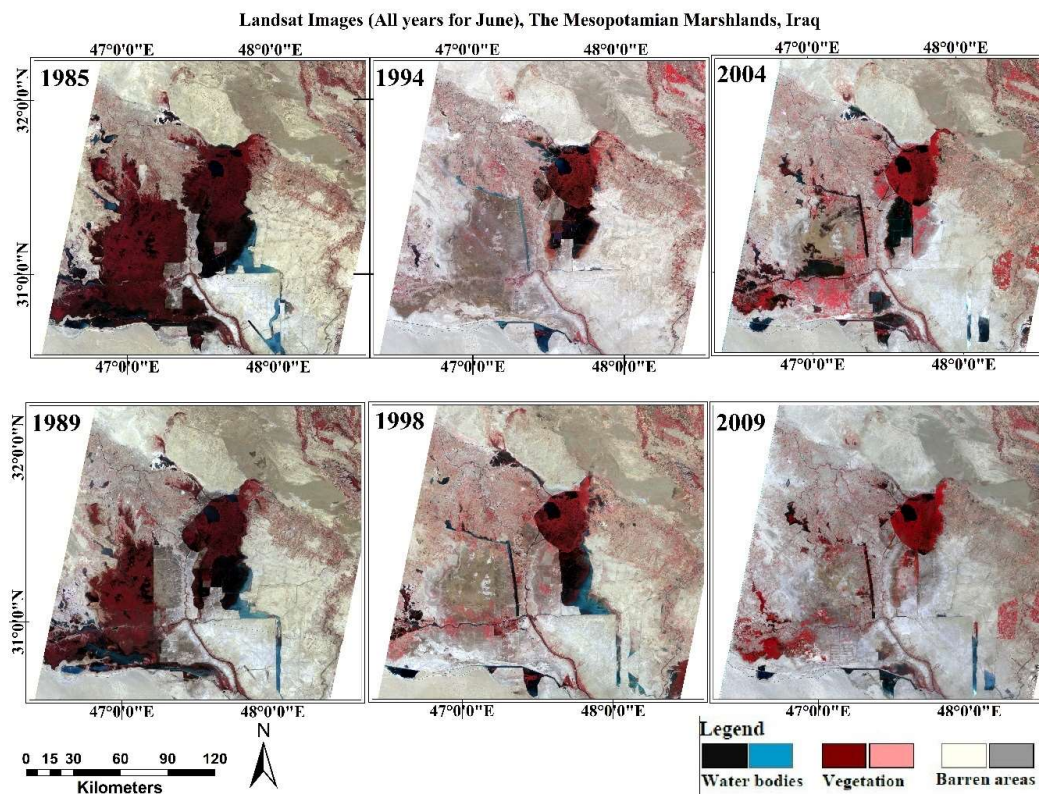 Landsat Images (All years for June), The Mesopotamian Marshlands, Iraq
47°0'0"E 48°0'0"E 47°0'0"E 48°0'0"E 47°0'0"E 48°0'0"E
1985 1994 2004
32°0'0"N
31°0'0"N
47°0'0"E 48°0'0"E 47°0'0"E 48°0'0"E 47°0'0"E 48°0'0"E
1989 1998 2009
32°0'0"N
31°0'0"N
47°0'0"E 48°0'0"E 47°0'0"E 48°0'0"E 47°0'0"E 48°0'0"E
N
0 15 30 60 90 120
Kilometers
Legend
Water bodies Vegetation Barren areas